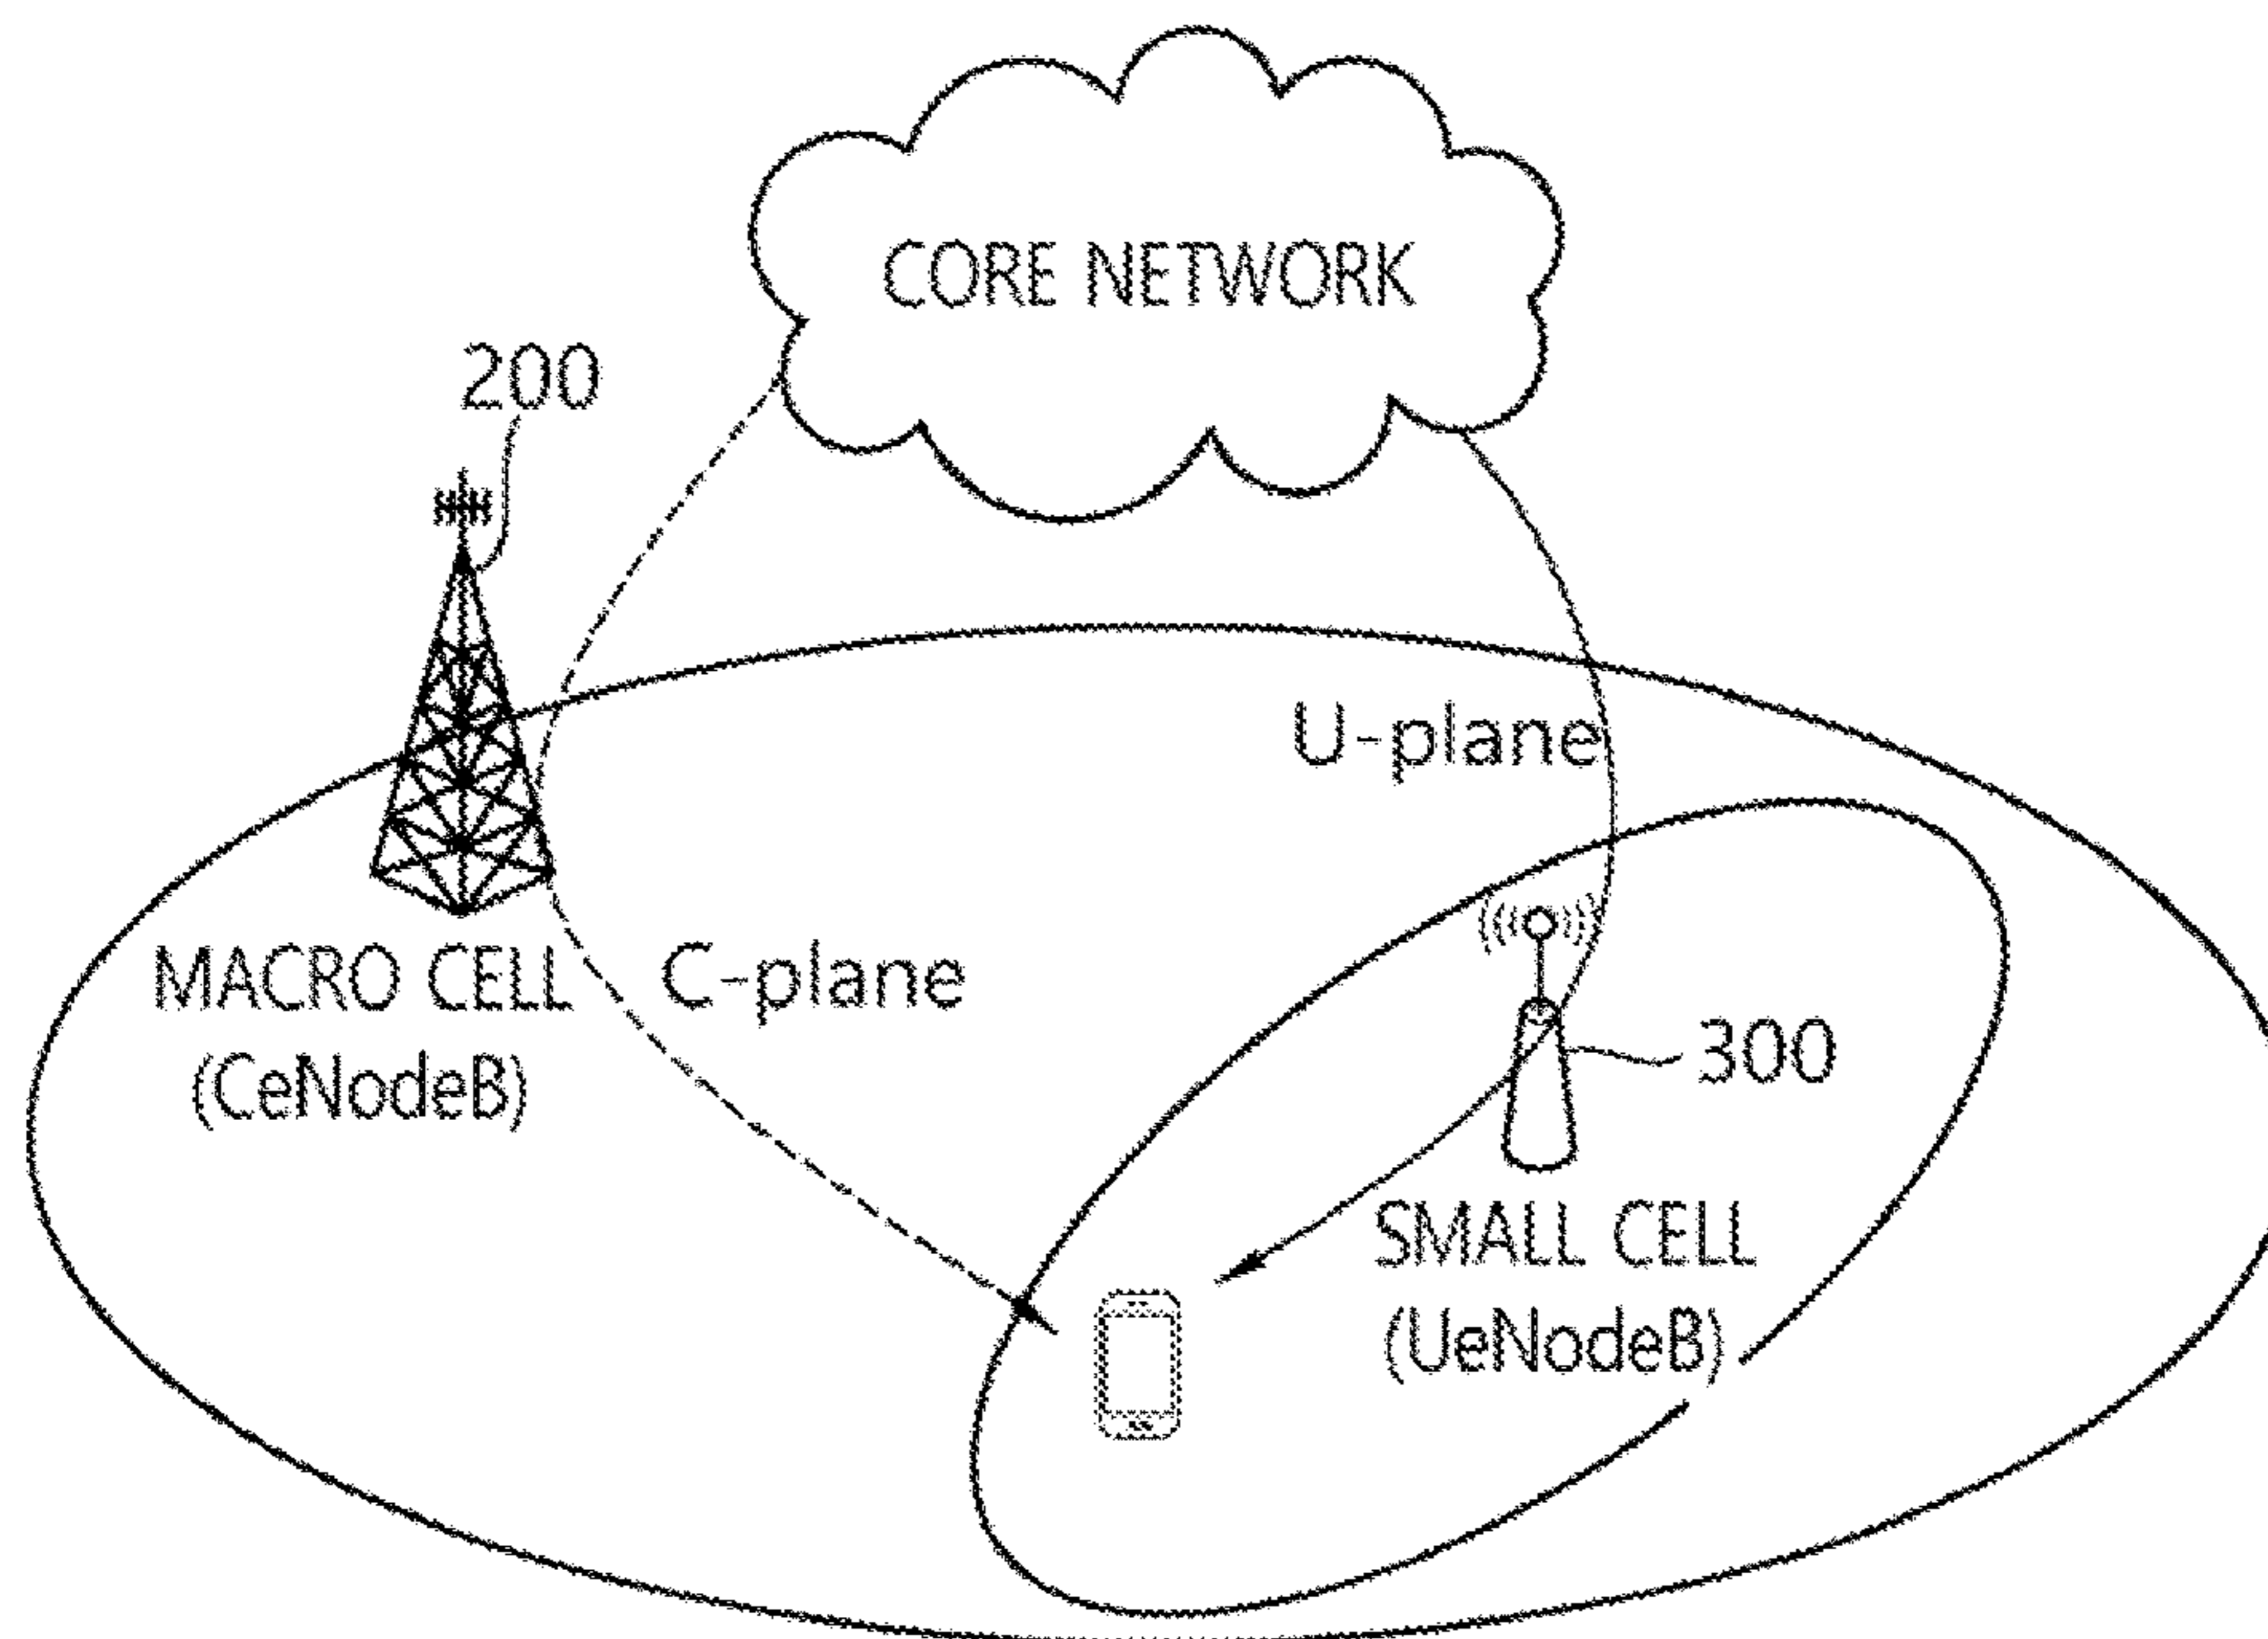 CORE NETWORK
200
U-plane
MACRO CELL
(CeNodeB)
C-plane
300
SMALL CELL
(UeNodeB)